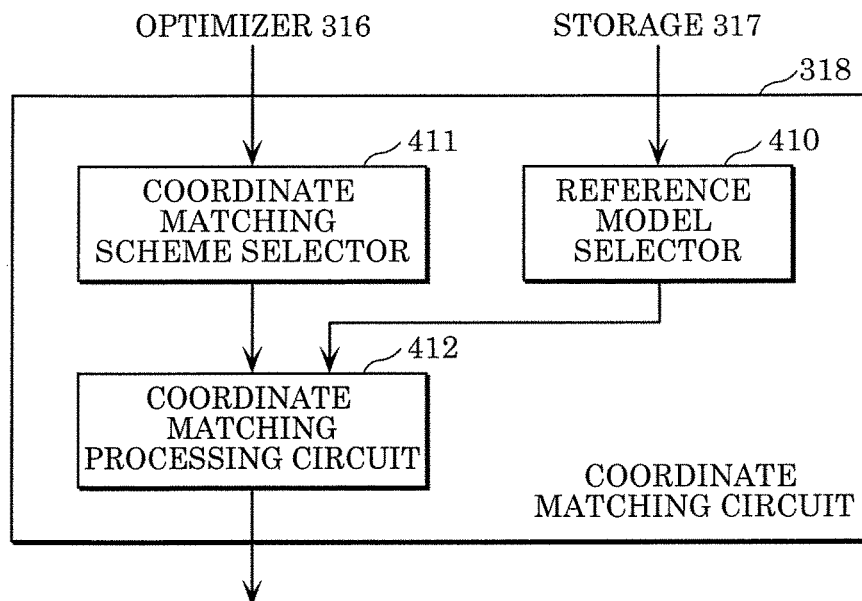 OPTIMIZER 316
STORAGE 317
318
411
410
COORDINATE
MATCHING
SCHEME SELECTOR
REFERENCE
MODEL
SELECTOR
412
COORDINATE
MATCHING
PROCESSING CIRCUIT
COORDINATE
MATCHING CIRCUIT